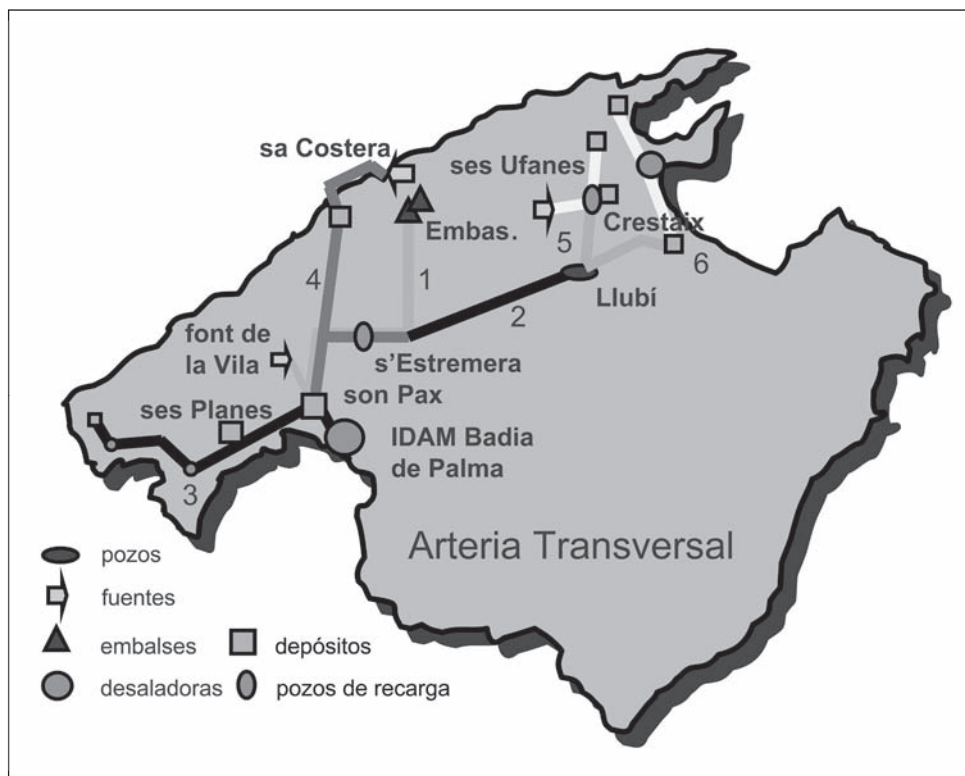 sa Costera
ses Ufanes
Embas.
Crestaix
4
1
5
6
2
Llubí
font de
la Vila
s'Estremera
son Pax
ses Planes
IDAM Badia
de Palma
3
Arteria Transversal
pozos
fuentes
embalses
depósitos
desaladoras
pozos de recarga